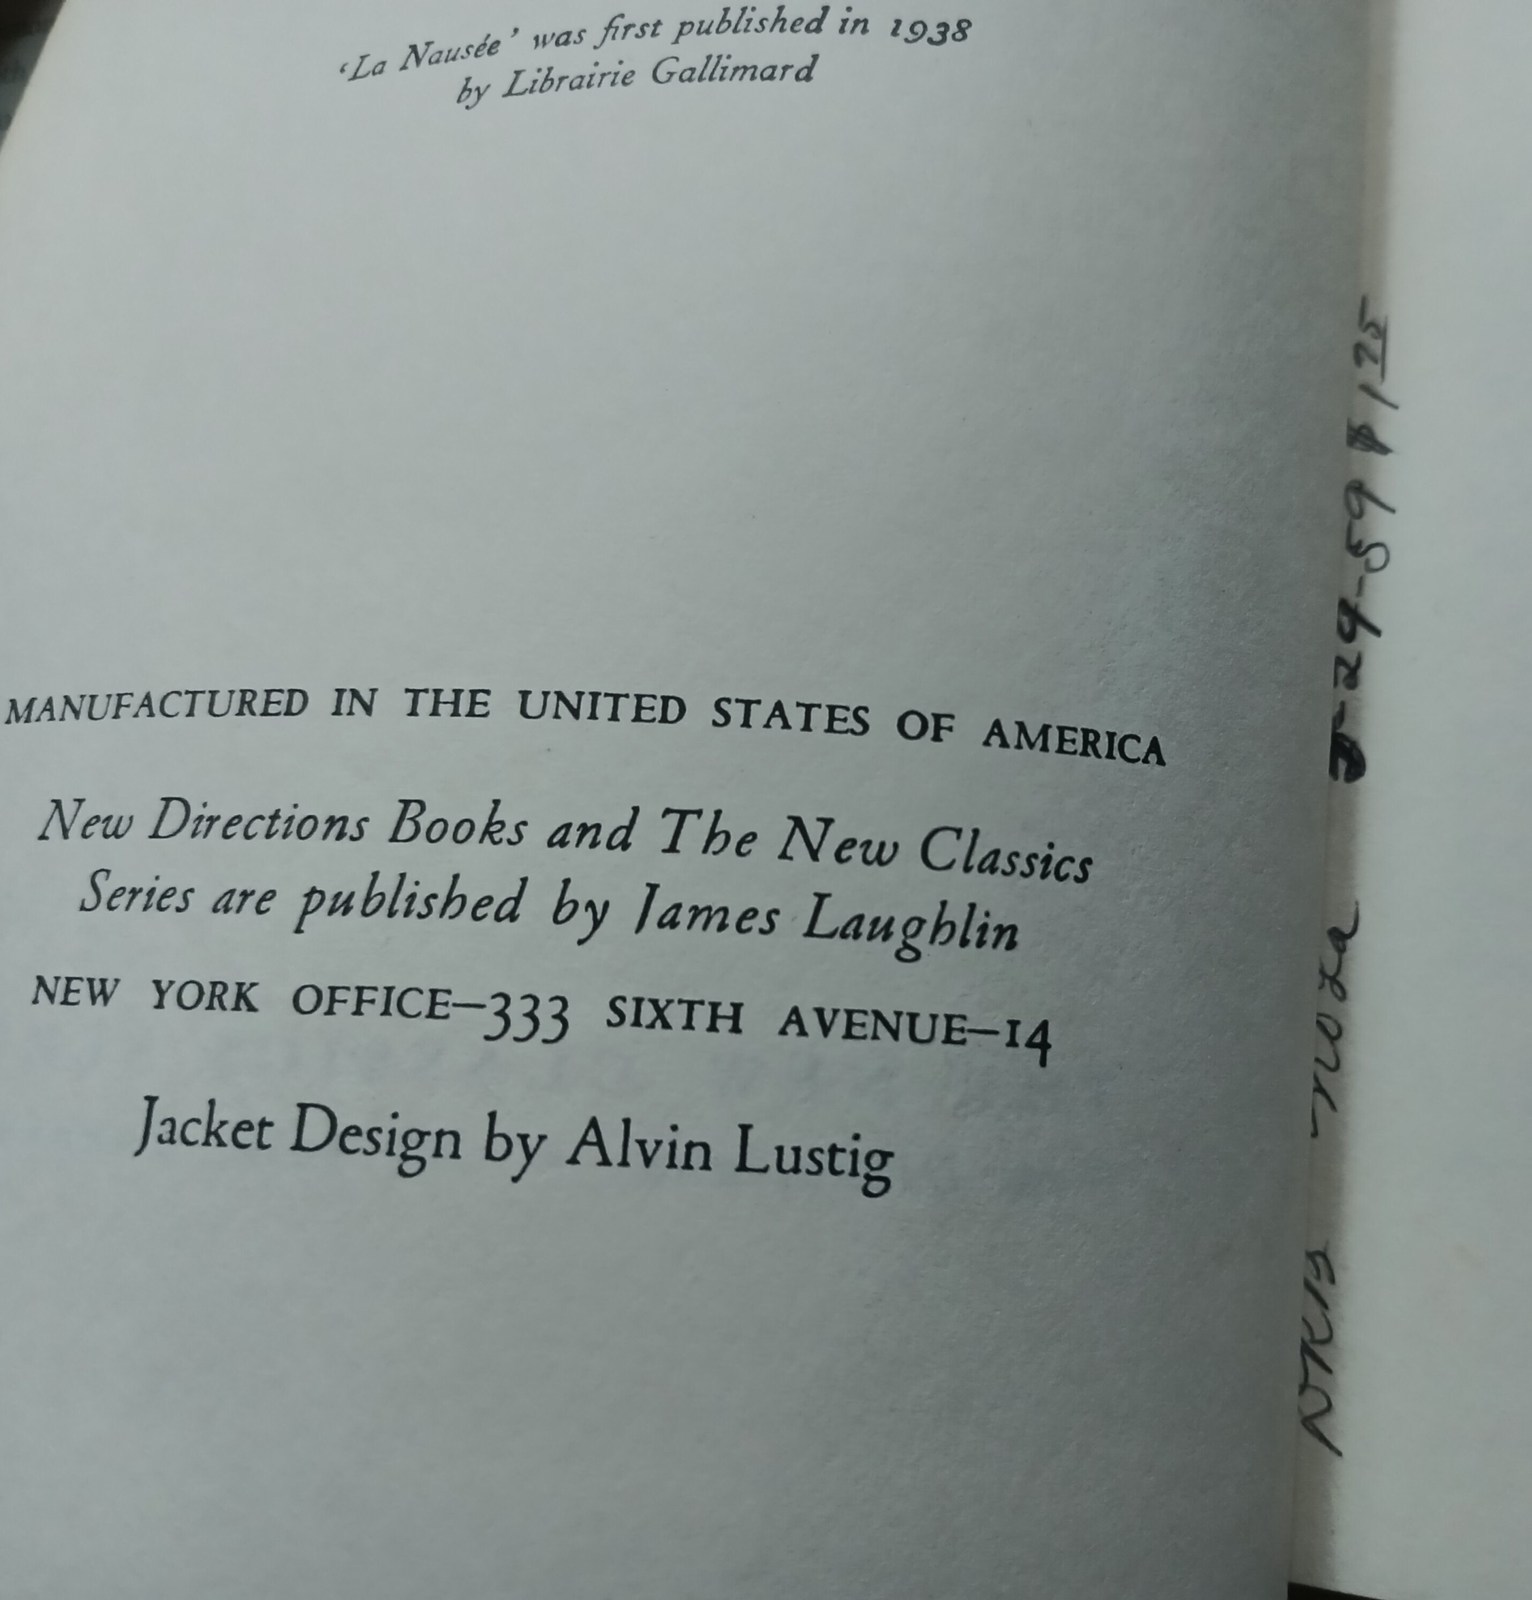 ‘La Nausée’ was first published in 1938
by Librairie Gallimard
MANUFACTURED IN THE UNITED STATES OF AMERICA
New Directions Books and The New Classics
Series are published by James Laughlin
NEW YORK OFFICE—333 SIXTH AVENUE—14
Jacket Design by Alvin Lustig
-24-59 $1 75